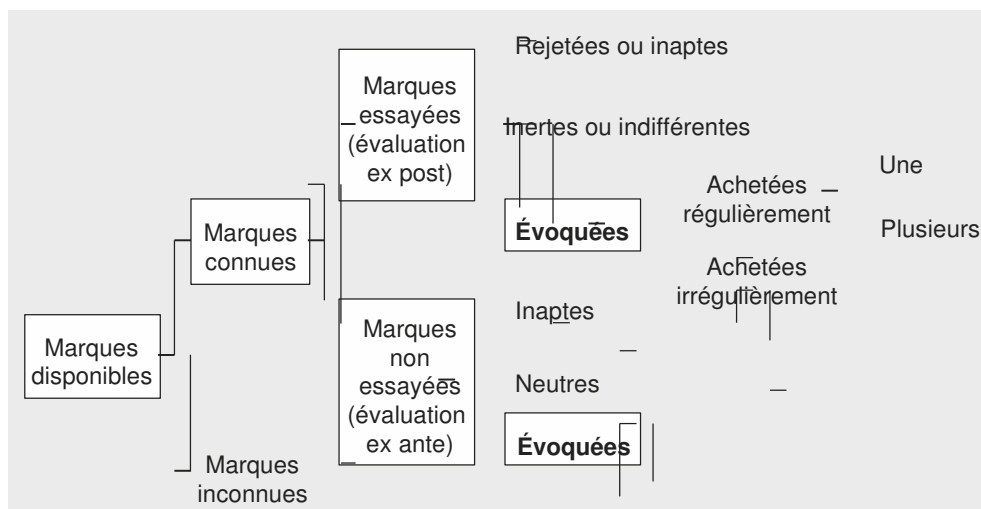 Rejetées ou inaptes
Marques
essayées
(évaluation
ex post)
Inertes ou indifférentes
Une
Achetées
régulièrement
Marques
connues
Évoquées
Plusieurs
Achetées
irrégulièrement
Inaptes
Marques
disponibles
Marques
non
essayées
(évaluation
ex ante)
Neutres
Évoquées
Marques
inconnues